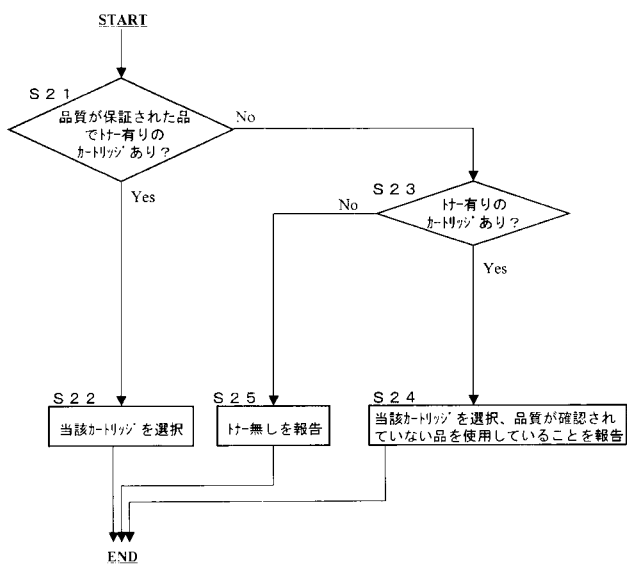 START
S21
品質が保証された品
でﾄﾅｰ有りの
ｶｰﾄﾘｯｼﾞあり？
No
Yes
S23
ﾄﾅｰ有りの
ｶｰﾄﾘｯｼﾞあり？
No
Yes
S22
当該ｶｰﾄﾘｯｼﾞを選択
S25
ﾄﾅｰ無しを報告
S24
当該ｶｰﾄﾘｯｼﾞを選択、品質が確認され
ていない品を使用していることを報告
END